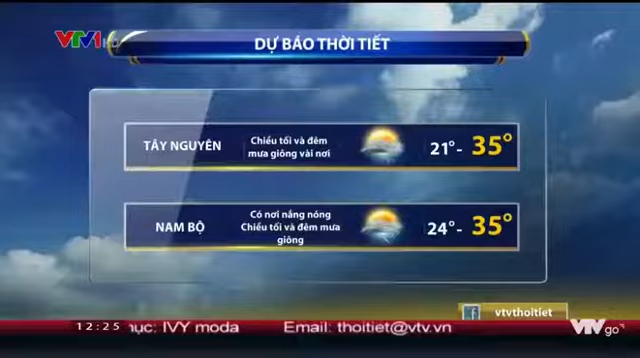 VTV1 HD
DỰ BÁO THỜI TIẾT
TÂY NGUYÊN
Chiều tối và đêm
mưa giông vài nơi
21°- 35°
NAM BỘ
Có nơi nắng nóng
Chiều tối và đêm mưa
giông
24°- 35°
f vtvthoitiet
12:25 hục: IVY moda Email: thoitiet@vtv.vn
VTV go